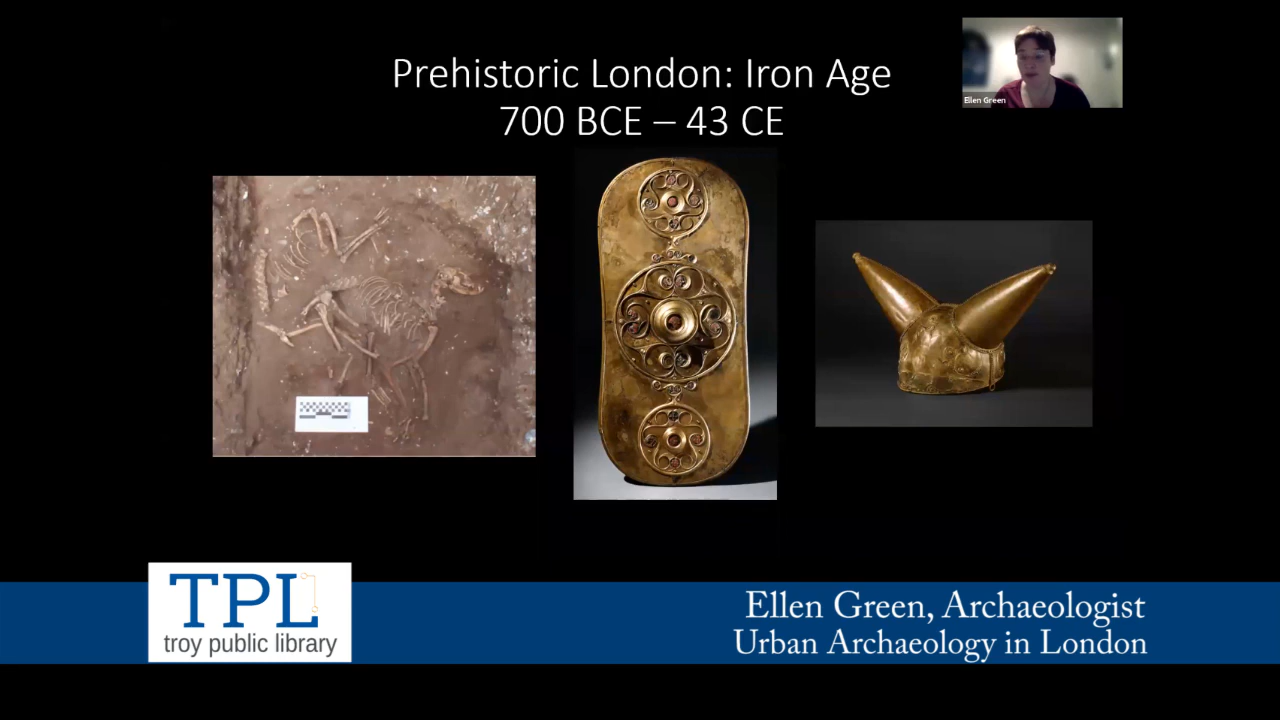 Prehistoric London: Iron Age
700 BCE – 43 CE
Ellen Green
TPL
troy public library
Ellen Green, Archaeologist
Urban Archaeology in London